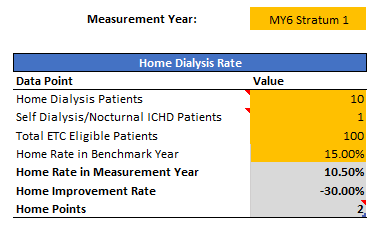 Measurement Year: MY6 Stratum 1
Home Dialysis Rate
Data Point Value
Home Dialysis Patients 10
Self Dialysis/Nocturnal ICHD Patients 1
Total ETC Eligible Patients 100
Home Rate in Benchmark Year 15.00%
Home Rate in Measurement Year 10.50%
Home Improvement Rate -30.00%
Home Points 2